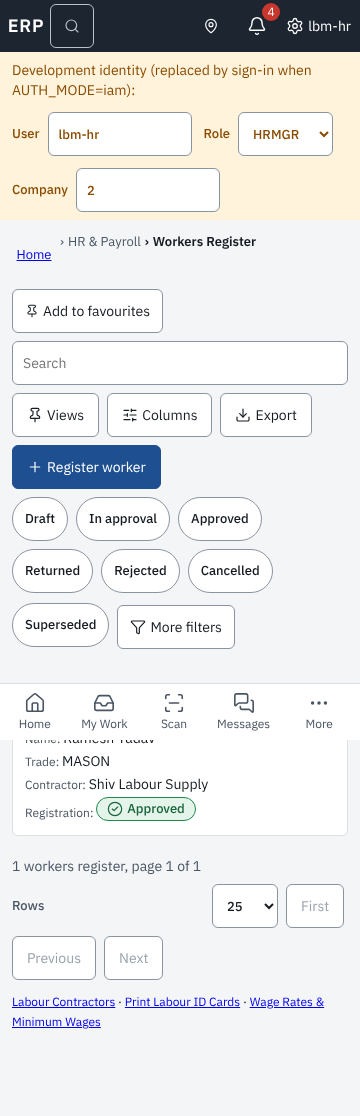 ERP 4 lbm-hr
Development identity (replaced by sign-in when
AUTH_MODE=iam):
User lbm-hr Role HRMGR
Company 2
Home › HR & Payroll › Workers Register
Add to favourites
Search
Views Columns Export
+ Register worker
Draft In approval Approved
Returned Rejected Cancelled
Superseded More filters
Home My Work Scan Messages More
Name: Ramesh Yadav
Trade: MASON
Contractor: Shiv Labour Supply
Registration: Approved
1 workers register, page 1 of 1
Rows 25 First
Previous Next
Labour Contractors · Print Labour ID Cards · Wage Rates &
Minimum Wages